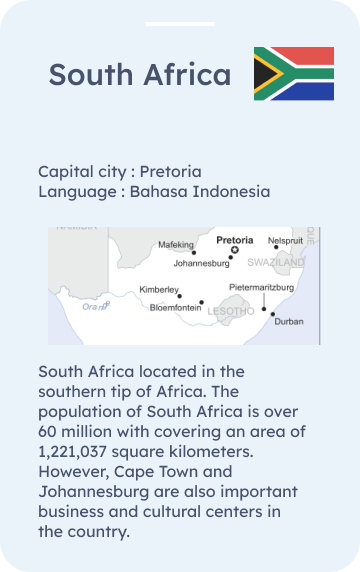 South Africa
Capital city : Pretoria
Language : Bahasa Indonesia
NAMIBIA
QUE
Mafeking
Pretoria
Nelspruit
Johannesburg
SWAZILAND
Kimberley
Pietermaritzburg
Oran
Bloemfontein
LESOTHO
Durban
South Africa located in the
southern tip of Africa. The
population of South Africa is over
60 million with covering an area of
1,221,037 square kilometers.
However, Cape Town and
Johannesburg are also important
business and cultural centers in
the country.